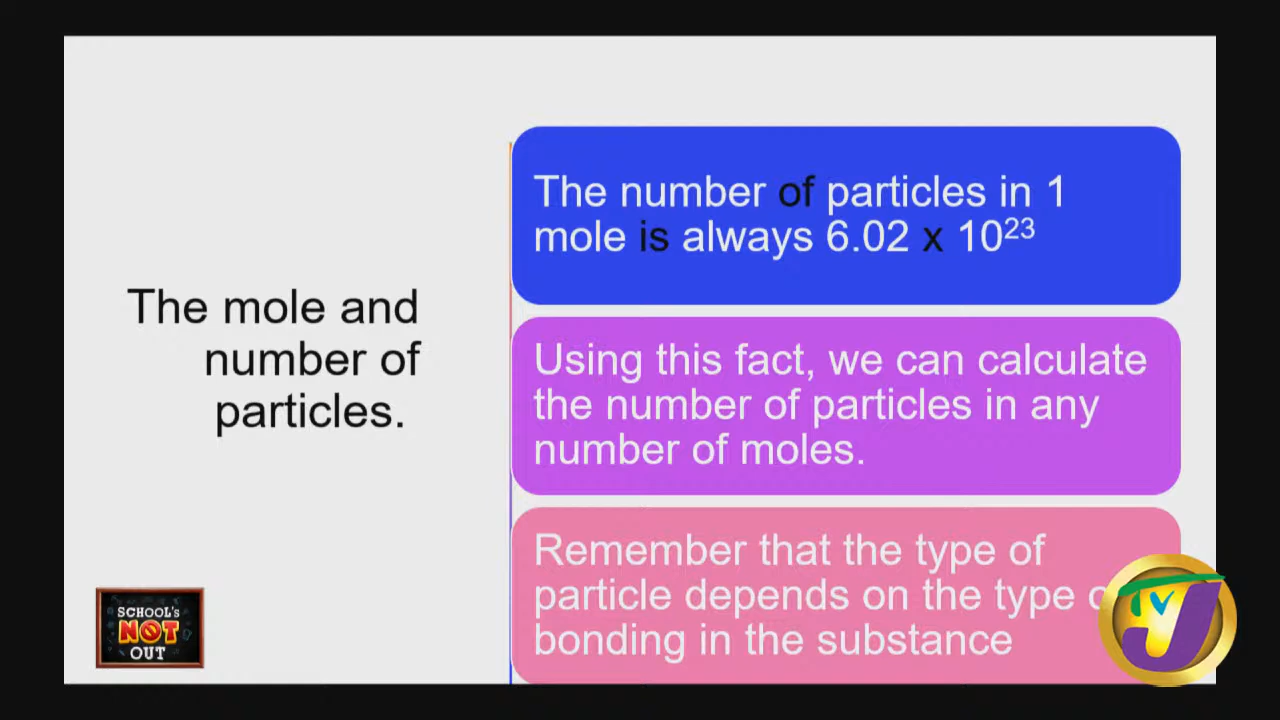 The mole and
number of
particles.
The number of particles in 1
mole is always 6.02 x 10²³
Using this fact, we can calculate
the number of particles in any
number of moles.
Remember that the type of
particle depends on the type
bonding in the substance
SCHOOL's
NOT
OUT
TVJ